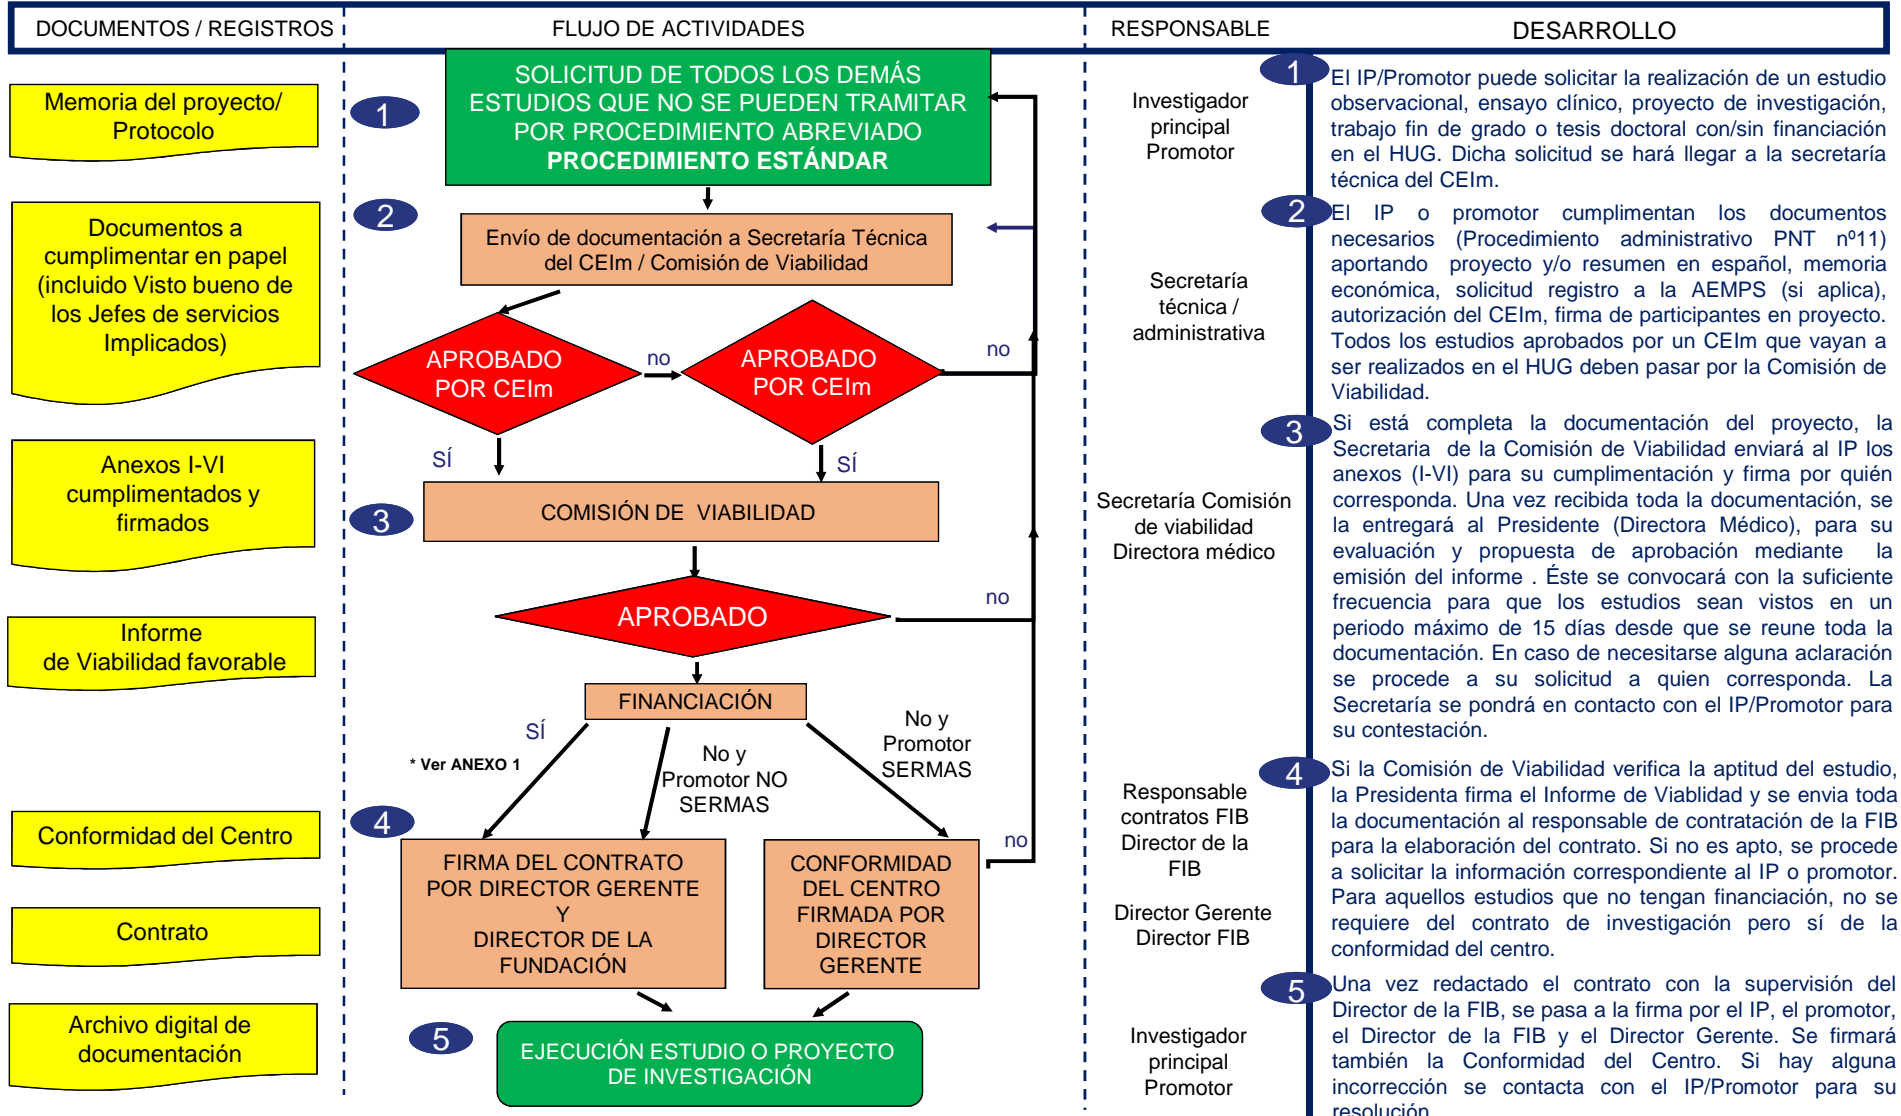 DOCUMENTOS / REGISTROS
FLUJO DE ACTIVIDADES
RESPONSABLE
DESARROLLO
Memoria del proyecto/
Protocolo
Documentos a
cumplimentar en papel
(incluido Visto bueno de
los Jefes de servicios
Implicados)
Anexos I-VI
cumplimentados y
firmados
Informe
de Viabilidad favorable
Conformidad del Centro
Contrato
Archivo digital de
documentación
1
SOLICITUD DE TODOS LOS DEMÁS
ESTUDIOS QUE NO SE PUEDEN TRAMITAR
POR PROCEDIMIENTO ABREVIADO
PROCEDIMIENTO ESTÁNDAR
2
Envío de documentación a Secretaría Técnica
del CEIm / Comisión de Viabilidad
APROBADO
POR CEIm
no
APROBADO
POR CEIm
no
SÍ
SÍ
3
COMISIÓN DE VIABILIDAD
APROBADO
no
FINANCIACIÓN
SÍ
* Ver ANEXO 1
No y
Promotor NO
SERMAS
No y
Promotor
SERMAS
4
FIRMA DEL CONTRATO
POR DIRECTOR GERENTE
Y
DIRECTOR DE LA
FUNDACIÓN
CONFORMIDAD
DEL CENTRO
FIRMADA POR
DIRECTOR
GERENTE
no
5
EJECUCIÓN ESTUDIO O PROYECTO
DE INVESTIGACIÓN
Investigador
principal
Promotor
Secretaría
técnica /
administrativa
Secretaría Comisión
de viabilidad
Directora médico
Responsable
contratos FIB
Director de la
FIB
Director Gerente
Director FIB
Investigador
principal
Promotor
1
El IP/Promotor puede solicitar la realización de un estudio
observacional, ensayo clínico, proyecto de investigación,
trabajo fin de grado o tesis doctoral con/sin financiación
en el HUG. Dicha solicitud se hará llegar a la secretaría
técnica del CEIm.
2
El IP o promotor cumplimentan los documentos
necesarios (Procedimiento administrativo PNT nº11)
aportando proyecto y/o resumen en español, memoria
económica, solicitud registro a la AEMPS (si aplica),
autorización del CEIm, firma de participantes en proyecto.
Todos los estudios aprobados por un CEIm que vayan a
ser realizados en el HUG deben pasar por la Comisión de
Viabilidad.
3
Si está completa la documentación del proyecto, la
Secretaria de la Comisión de Viabilidad enviará al IP los
anexos (I-VI) para su cumplimentación y firma por quién
corresponda. Una vez recibida toda la documentación, se
la entregará al Presidente (Directora Médico), para su
evaluación y propuesta de aprobación mediante la
emisión del informe . Éste se convocará con la suficiente
frecuencia para que los estudios sean vistos en un
periodo máximo de 15 días desde que se reune toda la
documentación. En caso de necesitarse alguna aclaración
se procede a su solicitud a quien corresponda. La
Secretaría se pondrá en contacto con el IP/Promotor para
su contestación.
4
Si la Comisión de Viabilidad verifica la aptitud del estudio,
la Presidenta firma el Informe de Viablidad y se envia toda
la documentación al responsable de contratación de la FIB
para la elaboración del contrato. Si no es apto, se procede
a solicitar la información correspondiente al IP o promotor.
Para aquellos estudios que no tengan financiación, no se
requiere del contrato de investigación pero sí de la
conformidad del centro.
5
Una vez redactado el contrato con la supervisión del
Director de la FIB, se pasa a la firma por el IP, el promotor,
el Director de la FIB y el Director Gerente. Se firmará
también la Conformidad del Centro. Si hay alguna
incorrección se contacta con el IP/Promotor para su
resolución